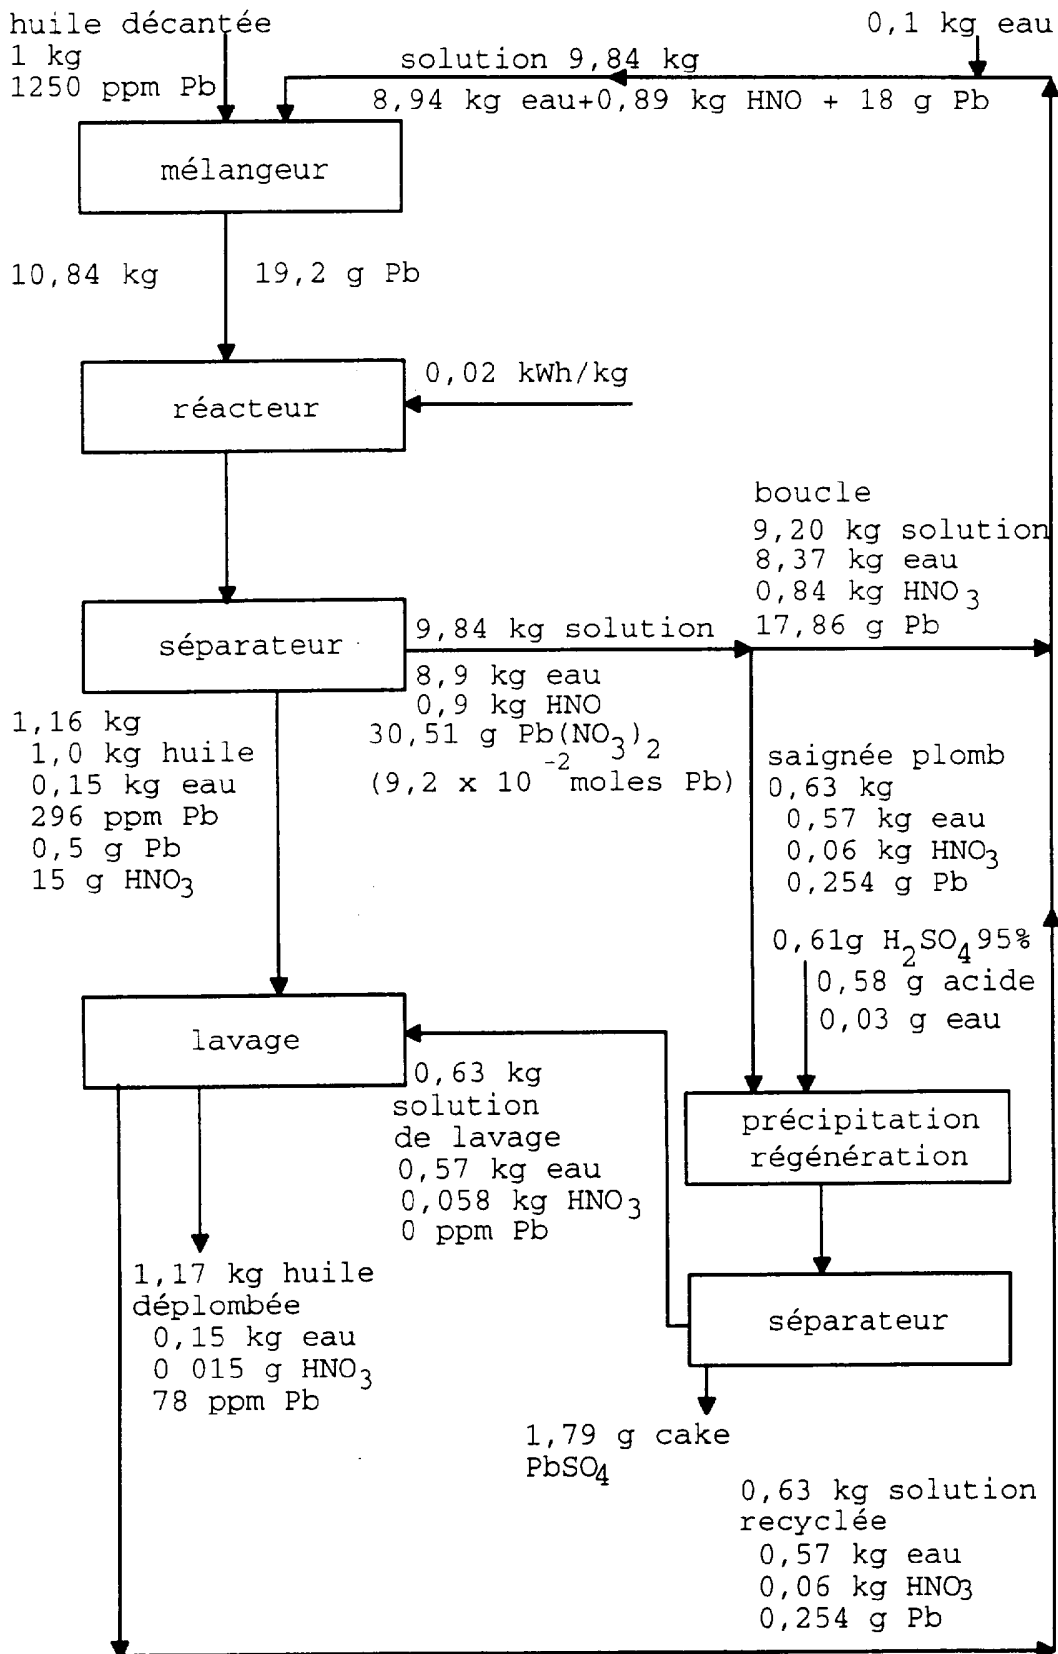 huile décantée
1 kg
1250 ppm Pb
0,1 kg eau
solution 9,84 kg
8,94 kg eau+0,89 kg HNO + 18 g Pb
mélangeur
10,84 kg
19,2 g Pb
0,02 kWh/kg
réacteur
boucle
9,20 kg solution
8,37 kg eau
0,84 kg HNO3
17,86 g Pb
séparateur
9,84 kg solution
8,9 kg eau
0,9 kg HNO
30,51 g Pb(NO3)2
(9,2 x 10-2 moles Pb)
1,16 kg
1,0 kg huile
0,15 kg eau
296 ppm Pb
0,5 g Pb
15 g HNO3
saignée plomb
0,63 kg
0,57 kg eau
0,06 kg HNO3
0,254 g Pb
0,61g H2SO4 95%
0,58 g acide
0,03 g eau
lavage
0,63 kg
solution
de lavage
0,57 kg eau
0,058 kg HNO3
0 ppm Pb
précipitation
régénération
1,17 kg huile
déplombée
0,15 kg eau
0 015 g HNO3
78 ppm Pb
séparateur
1,79 g cake
PbSO4
0,63 kg solution
recyclée
0,57 kg eau
0,06 kg HNO3
0,254 g Pb